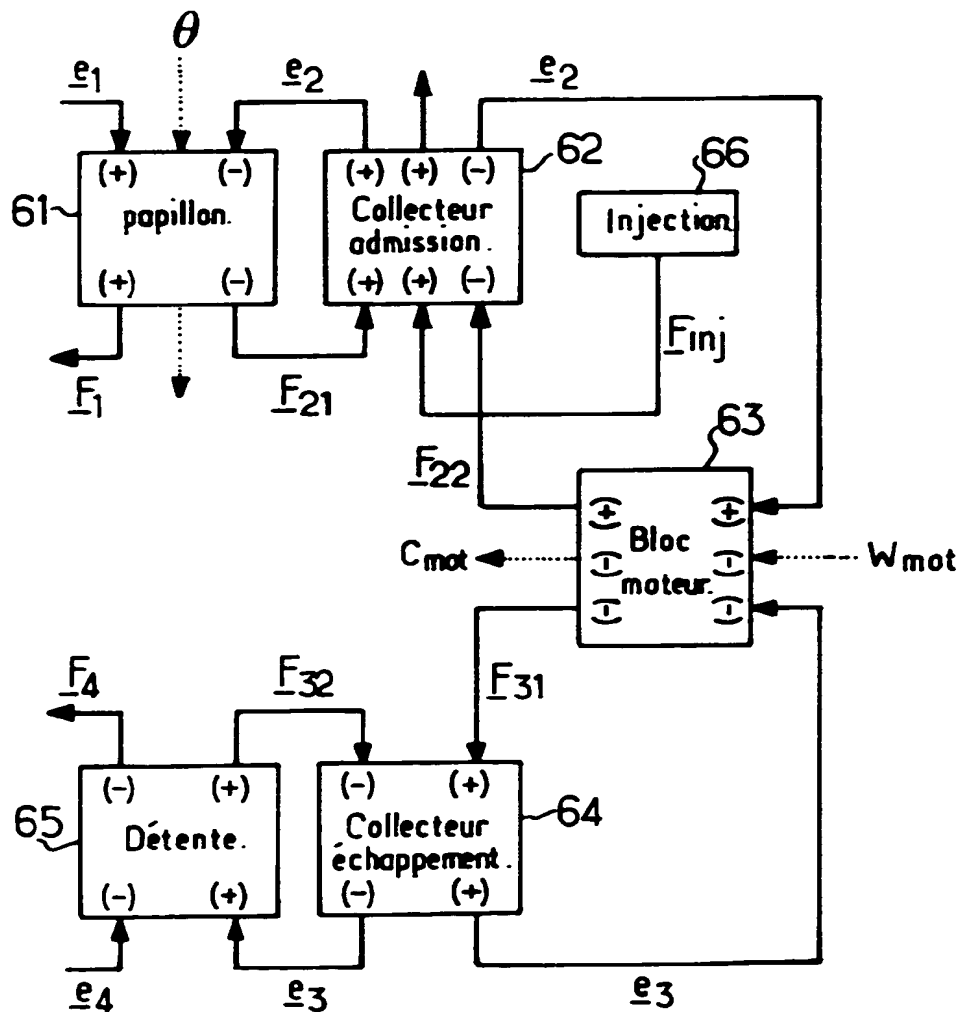 θ
e1 e2 e2
(+) (-) (+) (+) (-) 62 66
61 papillon. Collecteur admission. Injection
(+) (-) (+) (+) (-)
F1 F21 Finj
F22 63
(+) (+)
Cmot (-) Bloc moteur. (-) Wmot
(-) (-)
F4 F32 F31
(-) (+) (-) (+)
65 Détente. Collecteur échappement. 64
(-) (+) (-) (+)
e4 e3 e3